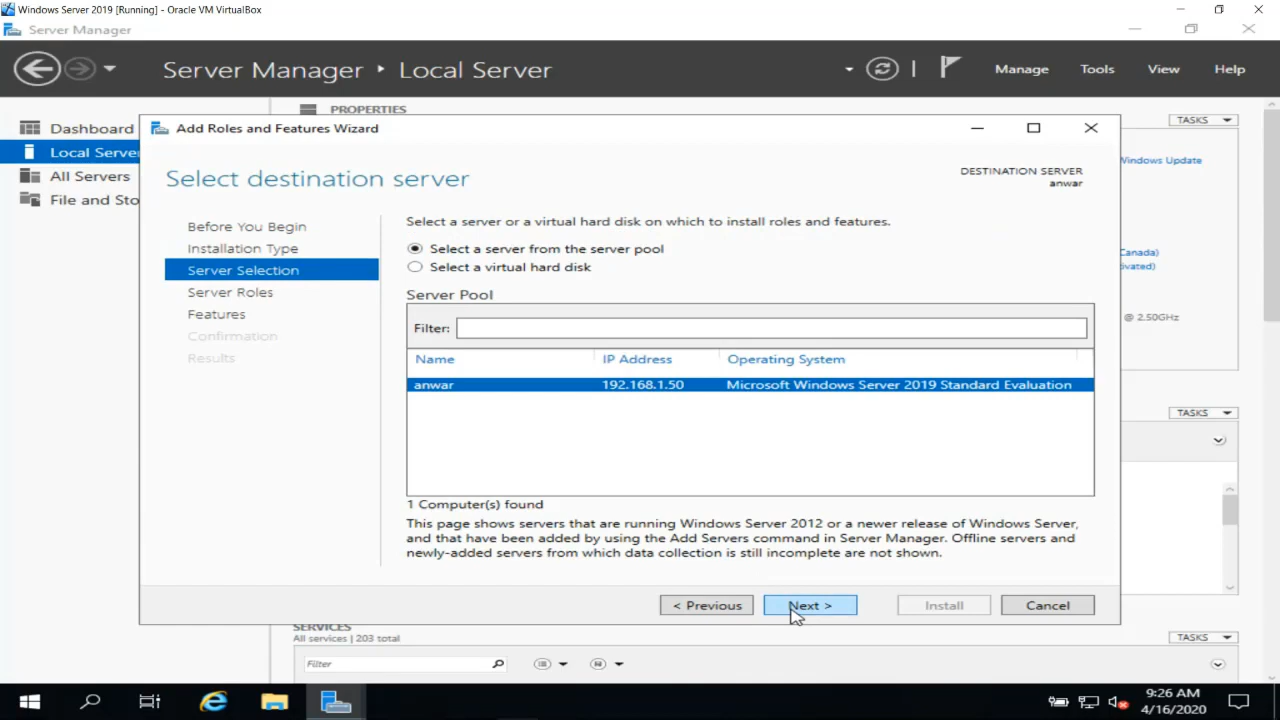 Windows Server 2019 [Running] - Oracle VM VirtualBox
Server Manager
Server Manager ‣ Local Server
Manage Tools View Help
PROPERTIES
TASKS
Dashboard
Local Serve
All Servers
File and Sto
Windows Update
Canada)
ivated)
@ 2.50GHz
TASKS
Add Roles and Features Wizard
Select destination server
DESTINATION SERVER
anwar
Before You Begin
Installation Type
Server Selection
Server Roles
Features
Confirmation
Results
Select a server or a virtual hard disk on which to install roles and features.
Select a server from the server pool
Select a virtual hard disk
Server Pool
Filter:
Name IP Address Operating System
anwar 192.168.1.50 Microsoft Windows Server 2019 Standard Evaluation
1 Computer(s) found
This page shows servers that are running Windows Server 2012 or a newer release of Windows Server,
and that have been added by using the Add Servers command in Server Manager. Offline servers and
newly-added servers from which data collection is still incomplete are not shown.
< Previous Next > Install Cancel
SERVICES
All services | 203 total
TASKS
Filter
9:26 AM
4/16/2020